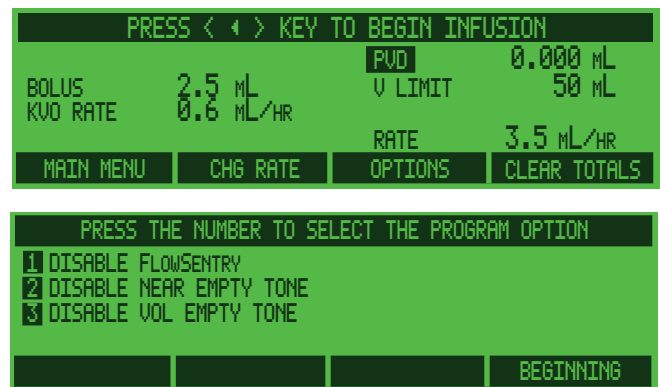 PRESS < ◀ > KEY TO BEGIN INFUSION
PVD 0.000 mL
BOLUS 2.5 mL V LIMIT 50 mL
KVO RATE 0.6 mL/HR
RATE 3.5 mL/HR
MAIN MENU CHG RATE OPTIONS CLEAR TOTALS
PRESS THE NUMBER TO SELECT THE PROGRAM OPTION
1 DISABLE FLOWSENTRY
2 DISABLE NEAR EMPTY TONE
3 DISABLE VOL EMPTY TONE
BEGINNING